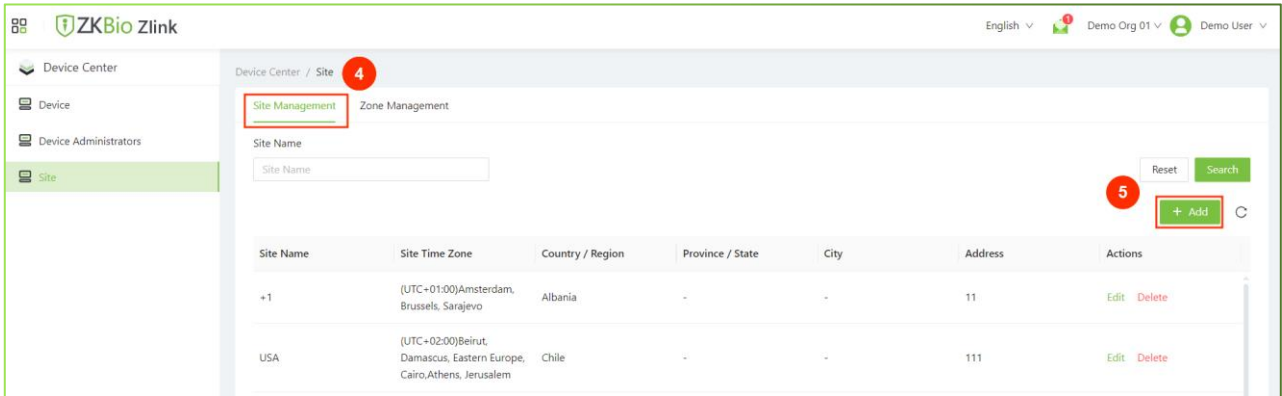 ZKBio Zlink
English
1
Demo Org 01
Demo User
Device Center
Device
Device Administrators
Site
Device Center / Site
4
Site Management
Zone Management
Site Name
Site Name
Reset
Search
5
+ Add
Site Name Site Time Zone Country / Region Province / State City Address Actions
+1 (UTC+01:00)Amsterdam, Brussels, Sarajevo Albania - - 11 Edit Delete
USA (UTC+02:00)Beirut, Damascus, Eastern Europe, Cairo,Athens, Jerusalem Chile - - 111 Edit Delete